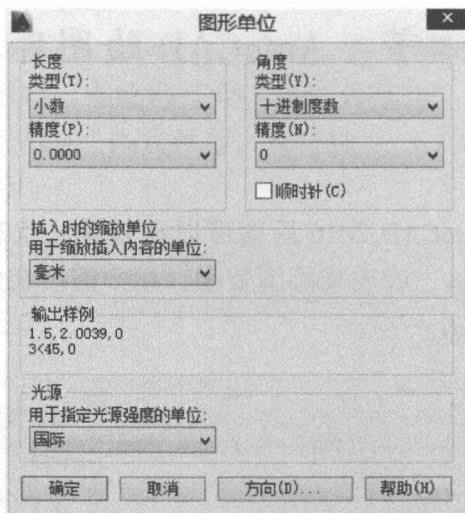 图形单位
长度
类型(T):
小数
精度(P):
0.0000
角度
类型(Y):
十进制度数
精度(N):
0
顺时针(C)
插入时的缩放单位
用于缩放插入内容的单位:
毫米
输出样例
1.5,2.0039,0
3<45,0
光源
用于指定光源强度的单位:
国际
确定
取消
方向(D)...
帮助(H)